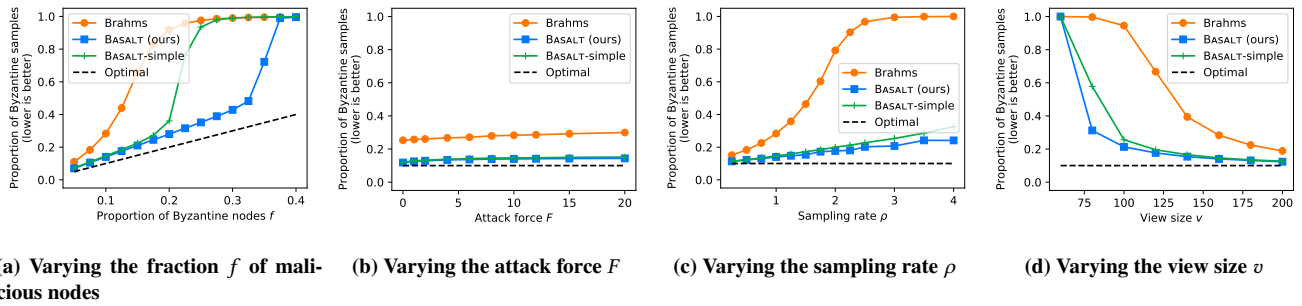 Proportion of Byzantine samples
(lower is better)
1.0
0.8
0.6
0.4
0.2
0.0
Brahms
BASALT (ours)
BASALT-simple
Optimal
0.1
0.2
0.3
0.4
Proportion of Byzantine nodes f
Proportion of Byzantine samples
(lower is better)
1.0
0.8
0.6
0.4
0.2
0.0
Brahms
BASALT (ours)
BASALT-simple
Optimal
0
5
10
15
20
Attack force F
Proportion of Byzantine samples
(lower is better)
1.0
0.8
0.6
0.4
0.2
0.0
Brahms
BASALT (ours)
BASALT-simple
Optimal
1
2
3
4
Sampling rate ρ
Proportion of Byzantine samples
(lower is better)
1.0
0.8
0.6
0.4
0.2
0.0
Brahms
BASALT (ours)
BASALT-simple
Optimal
75
100
125
150
175
200
View size v
(a) Varying the fraction f of mali-
cious nodes
(b) Varying the attack force F
(c) Varying the sampling rate ρ
(d) Varying the view size v